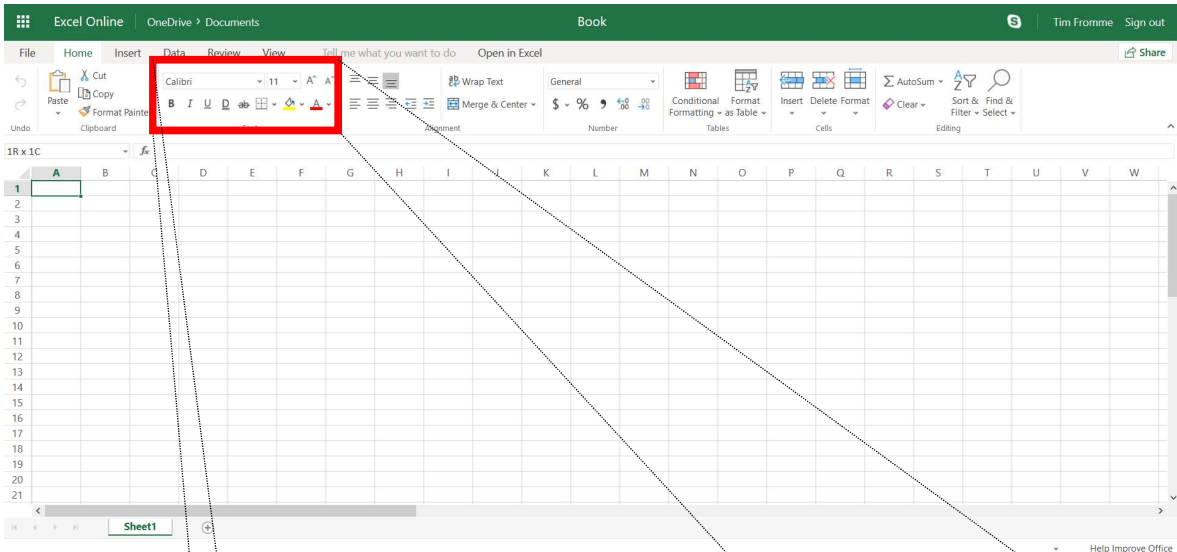 Excel Online OneDrive > Documents Book Tim Fromme Sign out
File Home Insert Data Review View Tell me what you want to do Open in Excel Share
Cut Calibri 11 Wrap Text General AutoSum
Copy
Paste Format Painter B I U D ab Merge & Center $ % Conditional Formatting Format as Table Insert Delete Format Clear Sort & Filter Find & Select
Undo Clipboard Alignment Number Tables Cells Editing
1R x 1C fx
A B C D E F G H I J K L M N O P Q R S T U V W
1
2
3
4
5
6
7
8
9
10
11
12
13
14
15
16
17
18
19
20
21
Sheet1
Help Improve Office